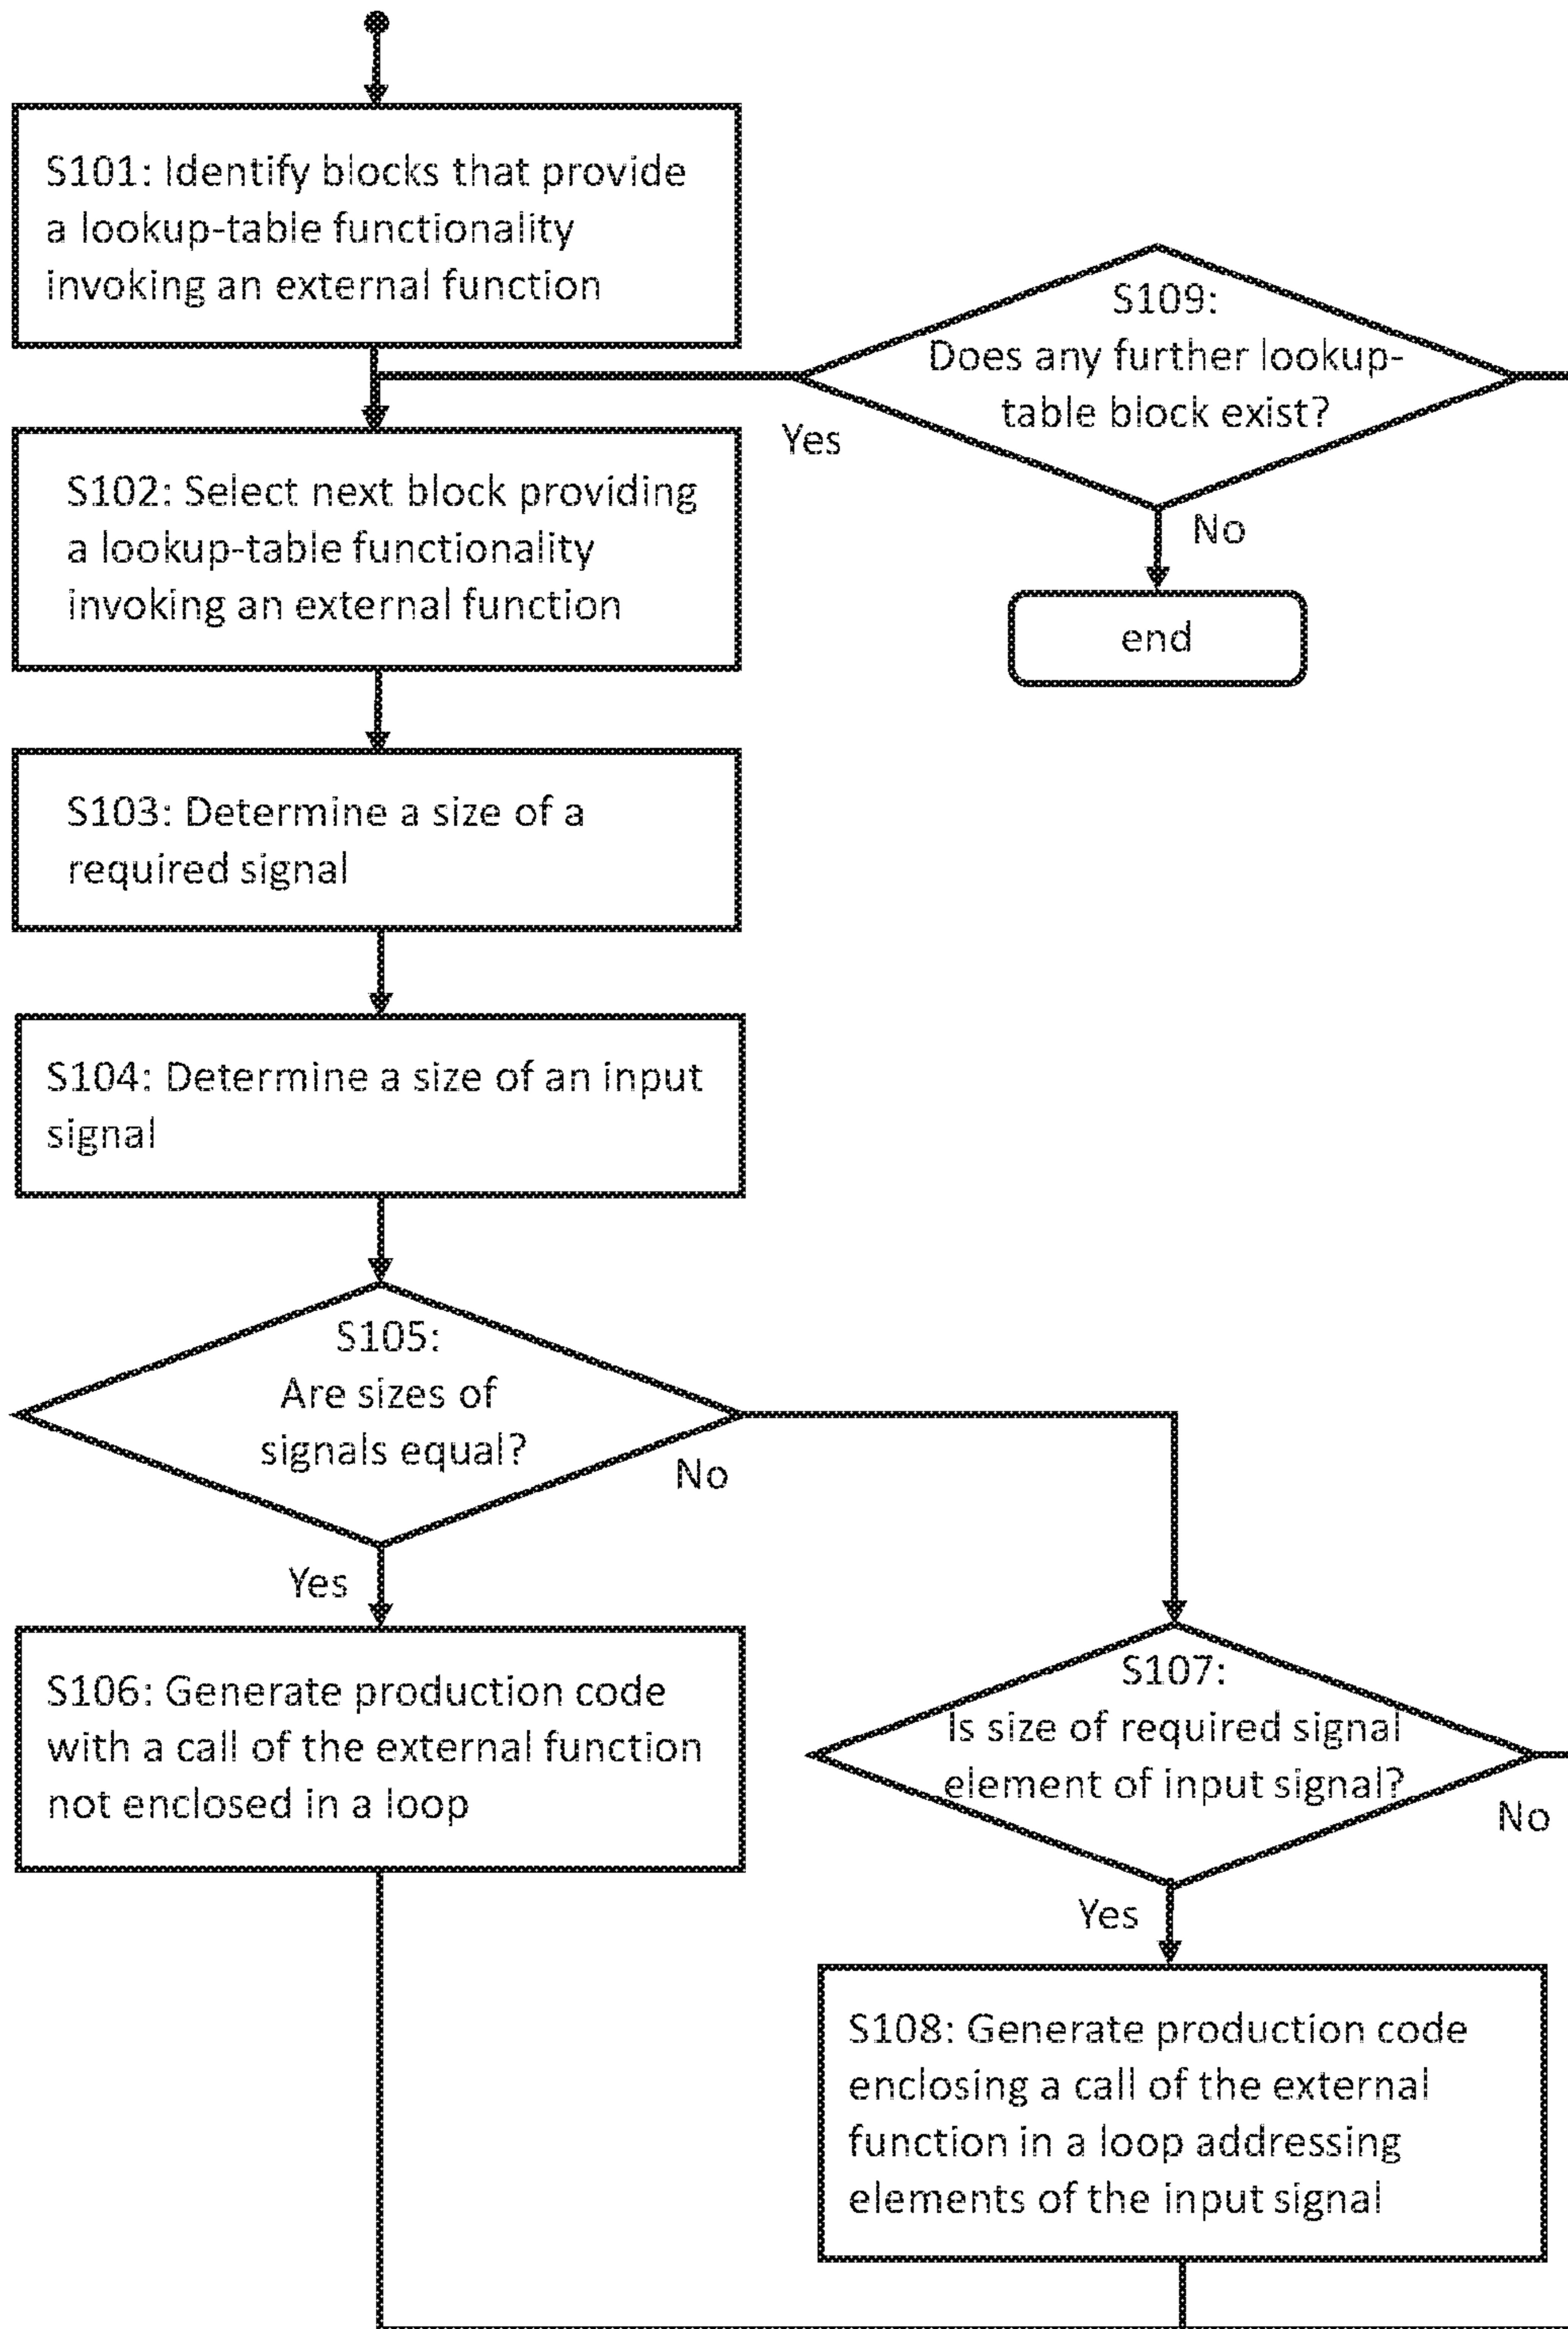 S101: Identify blocks that provide
a lookup-table functionality
invoking an external function
S109:
Does any further lookup-
table block exist?
Yes
No
end
S102: Select next block providing
a lookup-table functionality
invoking an external function
S103: Determine a size of a
required signal
S104: Determine a size of an input
signal
S105:
Are sizes of
signals equal?
No
Yes
S106: Generate production code
with a call of the external function
not enclosed in a loop
S107:
Is size of required signal
element of input signal?
No
Yes
S108: Generate production code
enclosing a call of the external
function in a loop addressing
elements of the input signal